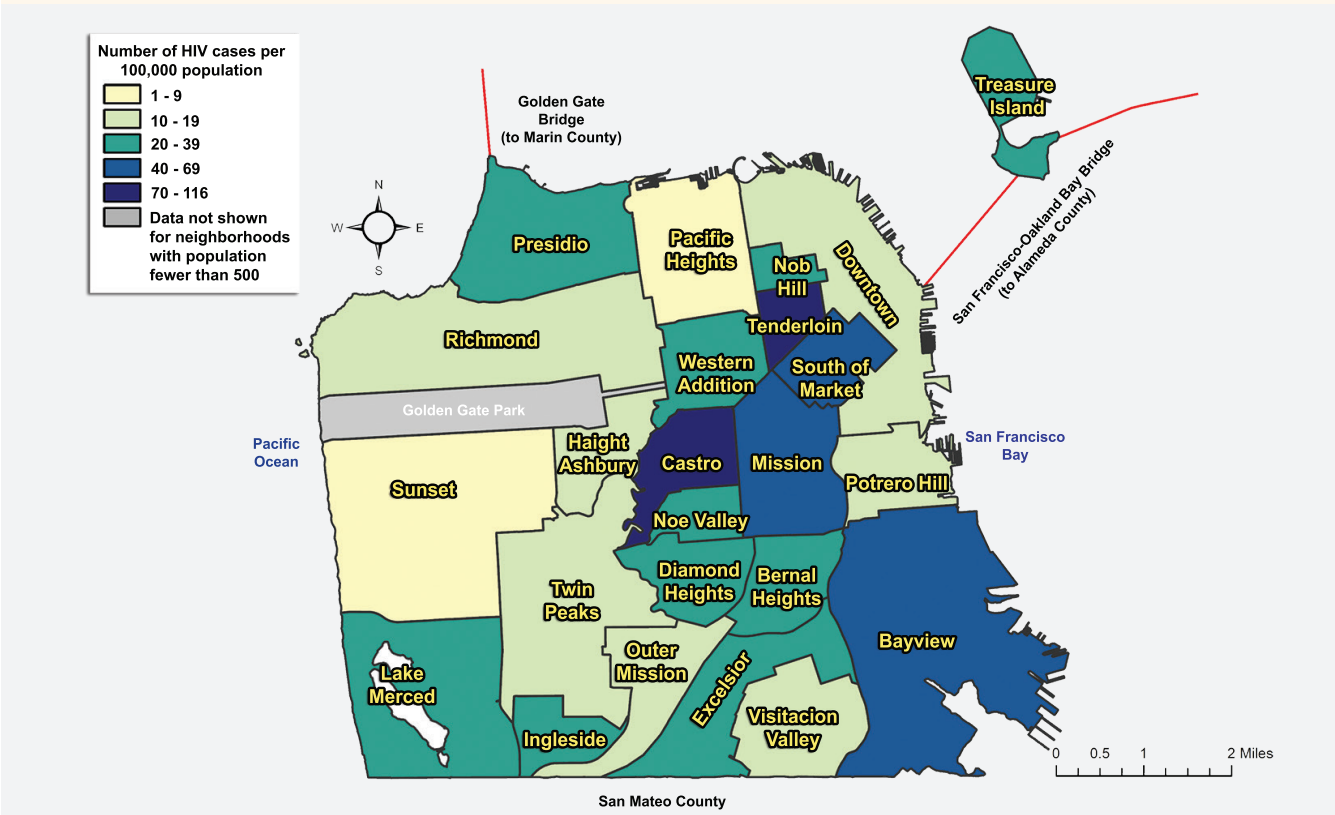 Number of HIV cases per
100,000 population
1 - 9
10 - 19
20 - 39
40 - 69
70 - 116
Data not shown
for neighborhoods
with population
fewer than 500
N
W
E
S
Golden Gate
Bridge
(to Marin County)
Treasure
Island
San Francisco-Oakland Bay Bridge
(to Alameda County)
Presidio
Pacific
Heights
Nob
Hill
Downtown
Tenderloin
Richmond
Western
Addition
South of
Market
Golden Gate Park
Pacific
Ocean
Haight
Ashbury
Castro
Mission
San Francisco
Bay
Sunset
Potrero Hill
Noe Valley
Diamond
Heights
Bernal
Heights
Twin
Peaks
Outer
Mission
Bayview
Lake
Merced
Excelsior
Ingleside
Visitacion
Valley
0 0.5 1 2 Miles
San Mateo County